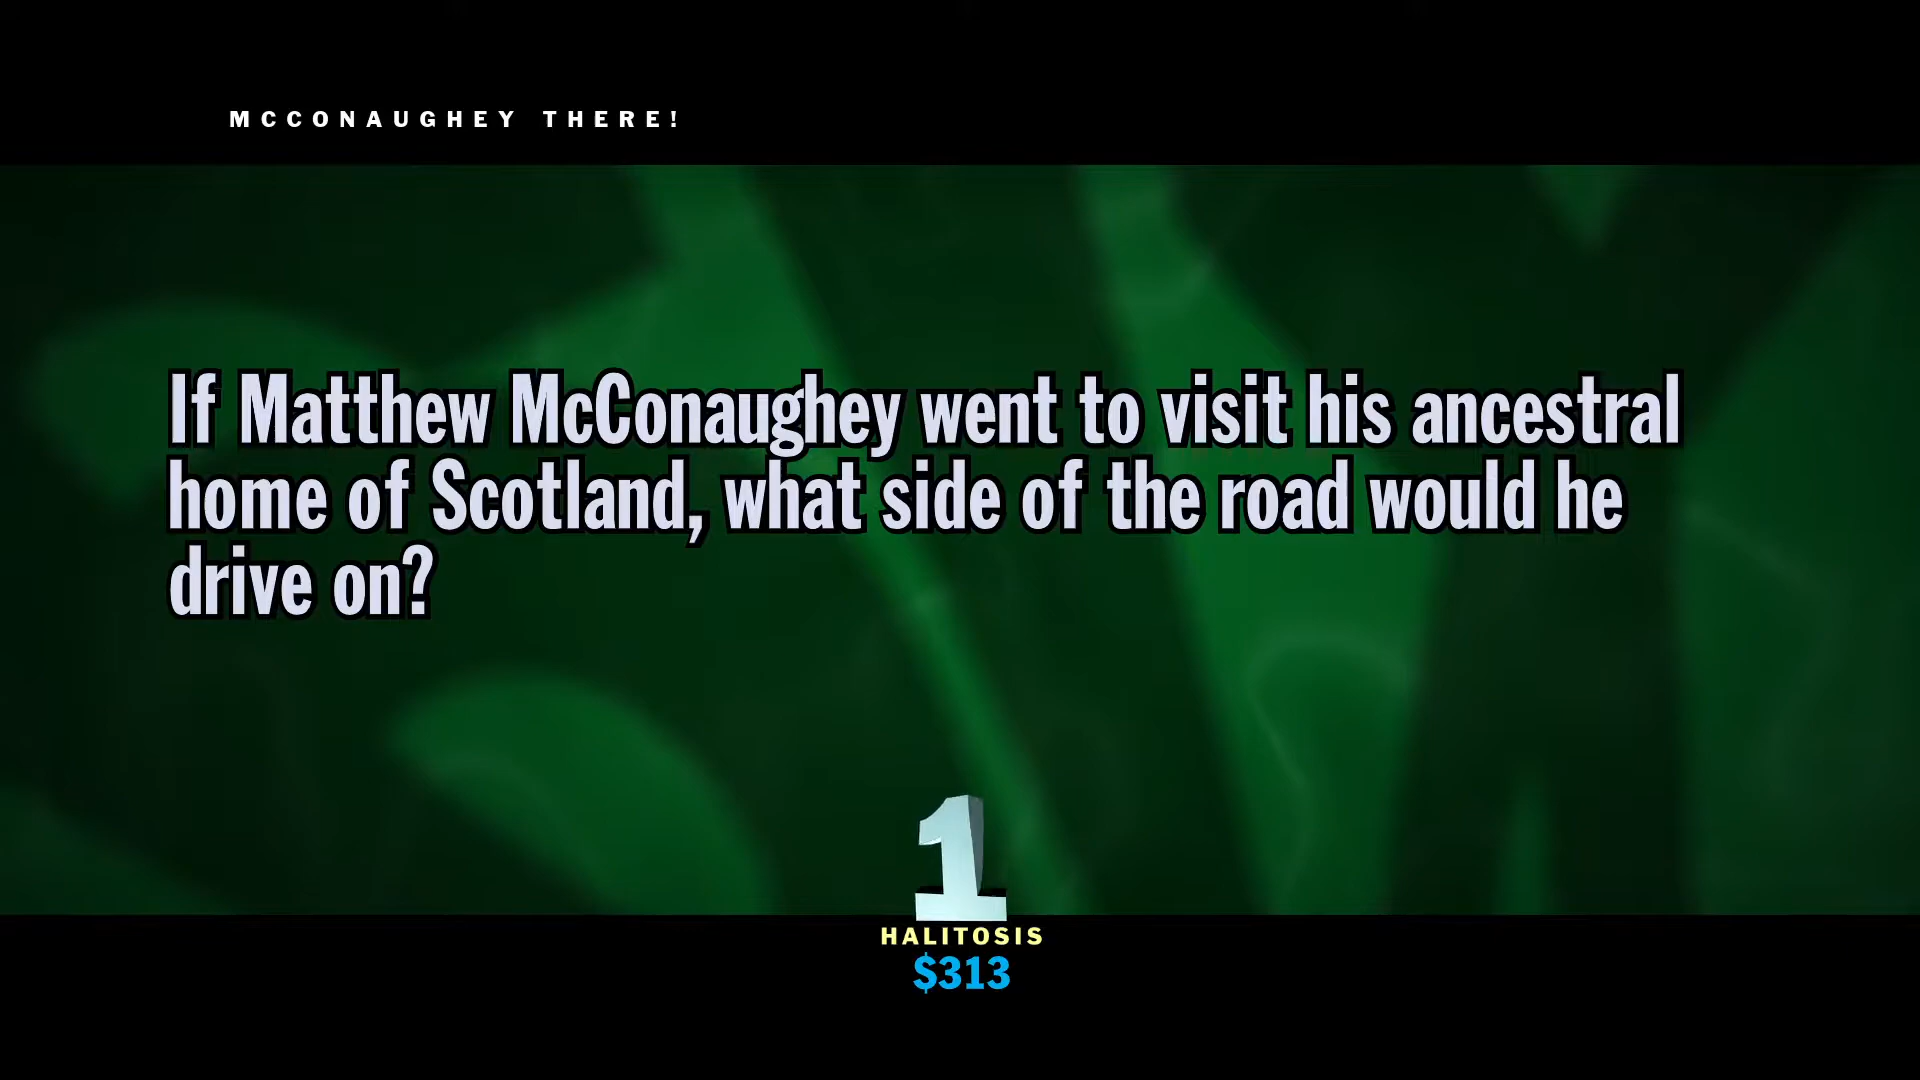 MCCONAUGHEY THERE!
If Matthew McConaughey went to visit his ancestral
home of Scotland, what side of the road would he
drive on?
1
HALITOSIS
$313